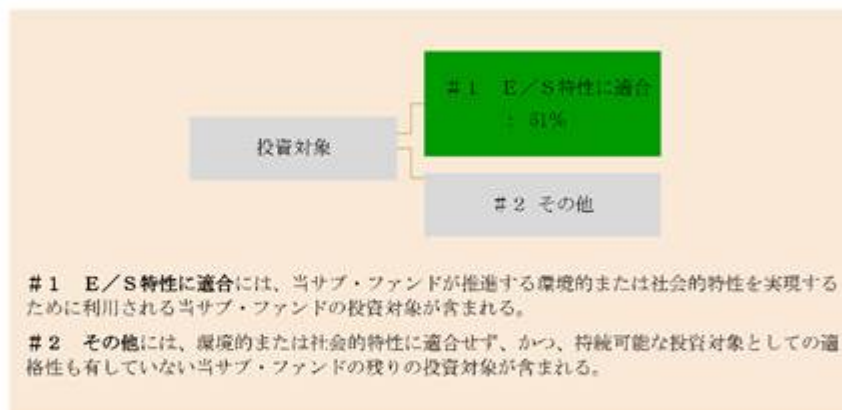 ＃１　Ｅ／Ｓ特性に適合
：51%
投資対象
＃２ その他
＃１　Ｅ／Ｓ特性に適合には、当サブ・ファンドが推進する環境的または社会的特性を実現する
ために利用される当サブ・ファンドの投資対象が含まれる。
＃２　その他には、環境的または社会的特性に適合せず、かつ、持続可能な投資対象としての適
格性も有していない当サブ・ファンドの残りの投資対象が含まれる。